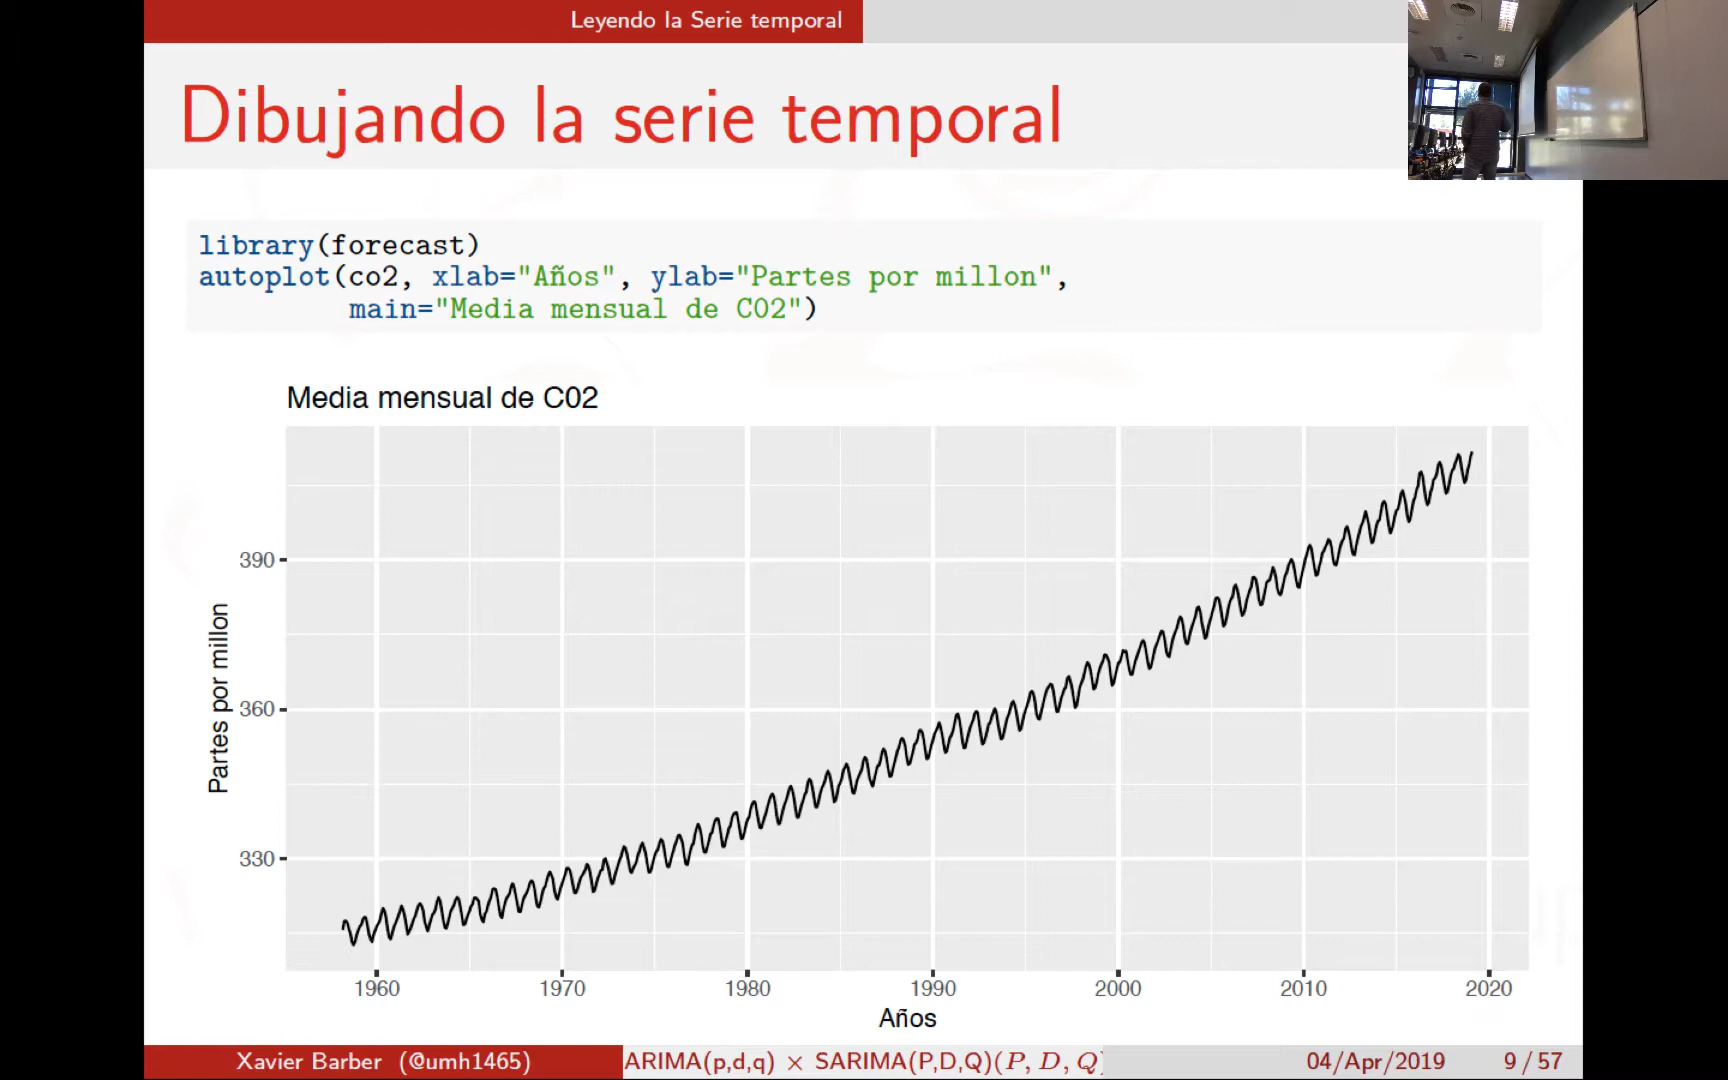 Leyendo la Serie temporal
Dibujando la serie temporal
library(forecast)
autoplot(co2, xlab="Años", ylab="Partes por millon",
main="Media mensual de C02")
Media mensual de C02
390
360
330
Partes por millon
1960 1970 1980 1990 2000 2010 2020
Años
Xavier Barber (@umh1465) ARIMA(p,d,q) × SARIMA(P,D,Q)(P, D, Q) 04/Apr/2019 9 / 57